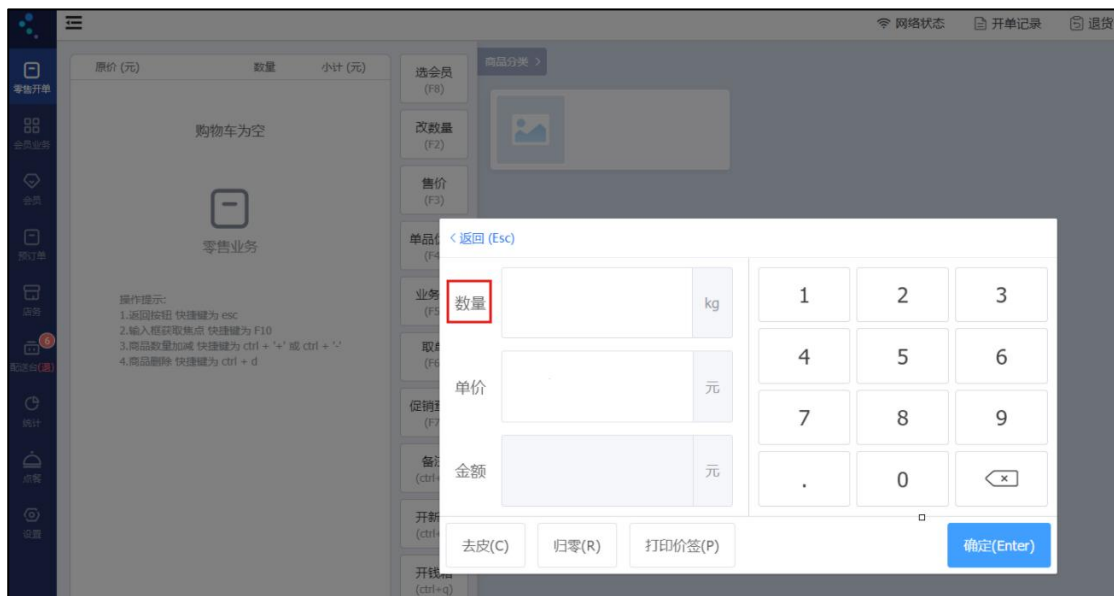 网络状态
开单记录
退货
零售开单
会员业务
会员
预订单
店务
6
配送台(退)
统计
点餐
设置
原价 (元) 数量 小计 (元)
购物车为空
零售业务
操作提示:
1.返回按钮 快捷键为 esc
2.输入框获取焦点 快捷键为 F10
3.商品数量加减 快捷键为 ctrl + '+' 或 ctrl + '-'
4.商品删除 快捷键为 ctrl + d
选会员
(F8)
改数量
(F2)
售价
(F3)
单品
(F4
业务
(F5
取
(F6
促销
(F7
备
(ctrl+
开新
(ctrl+
开钱箱
(ctrl+q)
商品分类 >
< 返回 (Esc)
数量 kg
单价 元
金额 元
1 2 3
4 5 6
7 8 9
. 0 ×
去皮(C) 归零(R) 打印价签(P) 确定(Enter)